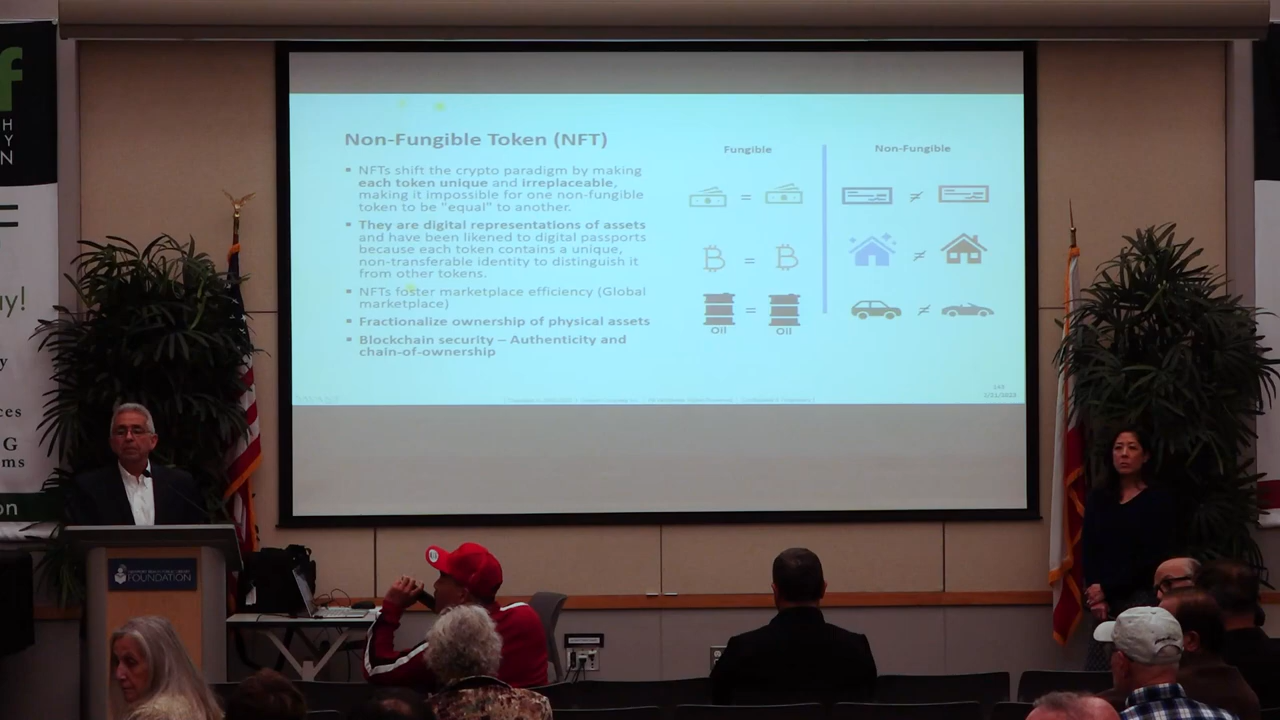 f
H
Y
N
uy!
y
ces
G
ms
on
Non-Fungible Token (NFT)
▪ NFTs shift the crypto paradigm by making
each token unique and irreplaceable,
making it impossible for one non-fungible
token to be "equal" to another.
▪ They are digital representations of assets
and have been likened to digital passports
because each token contains a unique,
non-transferable identity to distinguish it
from other tokens.
▪ NFTs foster marketplace efficiency (Global
marketplace)
▪ Fractionalize ownership of physical assets
▪ Blockchain security – Authenticity and
chain-of-ownership
Fungible
Non-Fungible
= ≠
= ≠
= ≠
Oil Oil
FOUNDATION